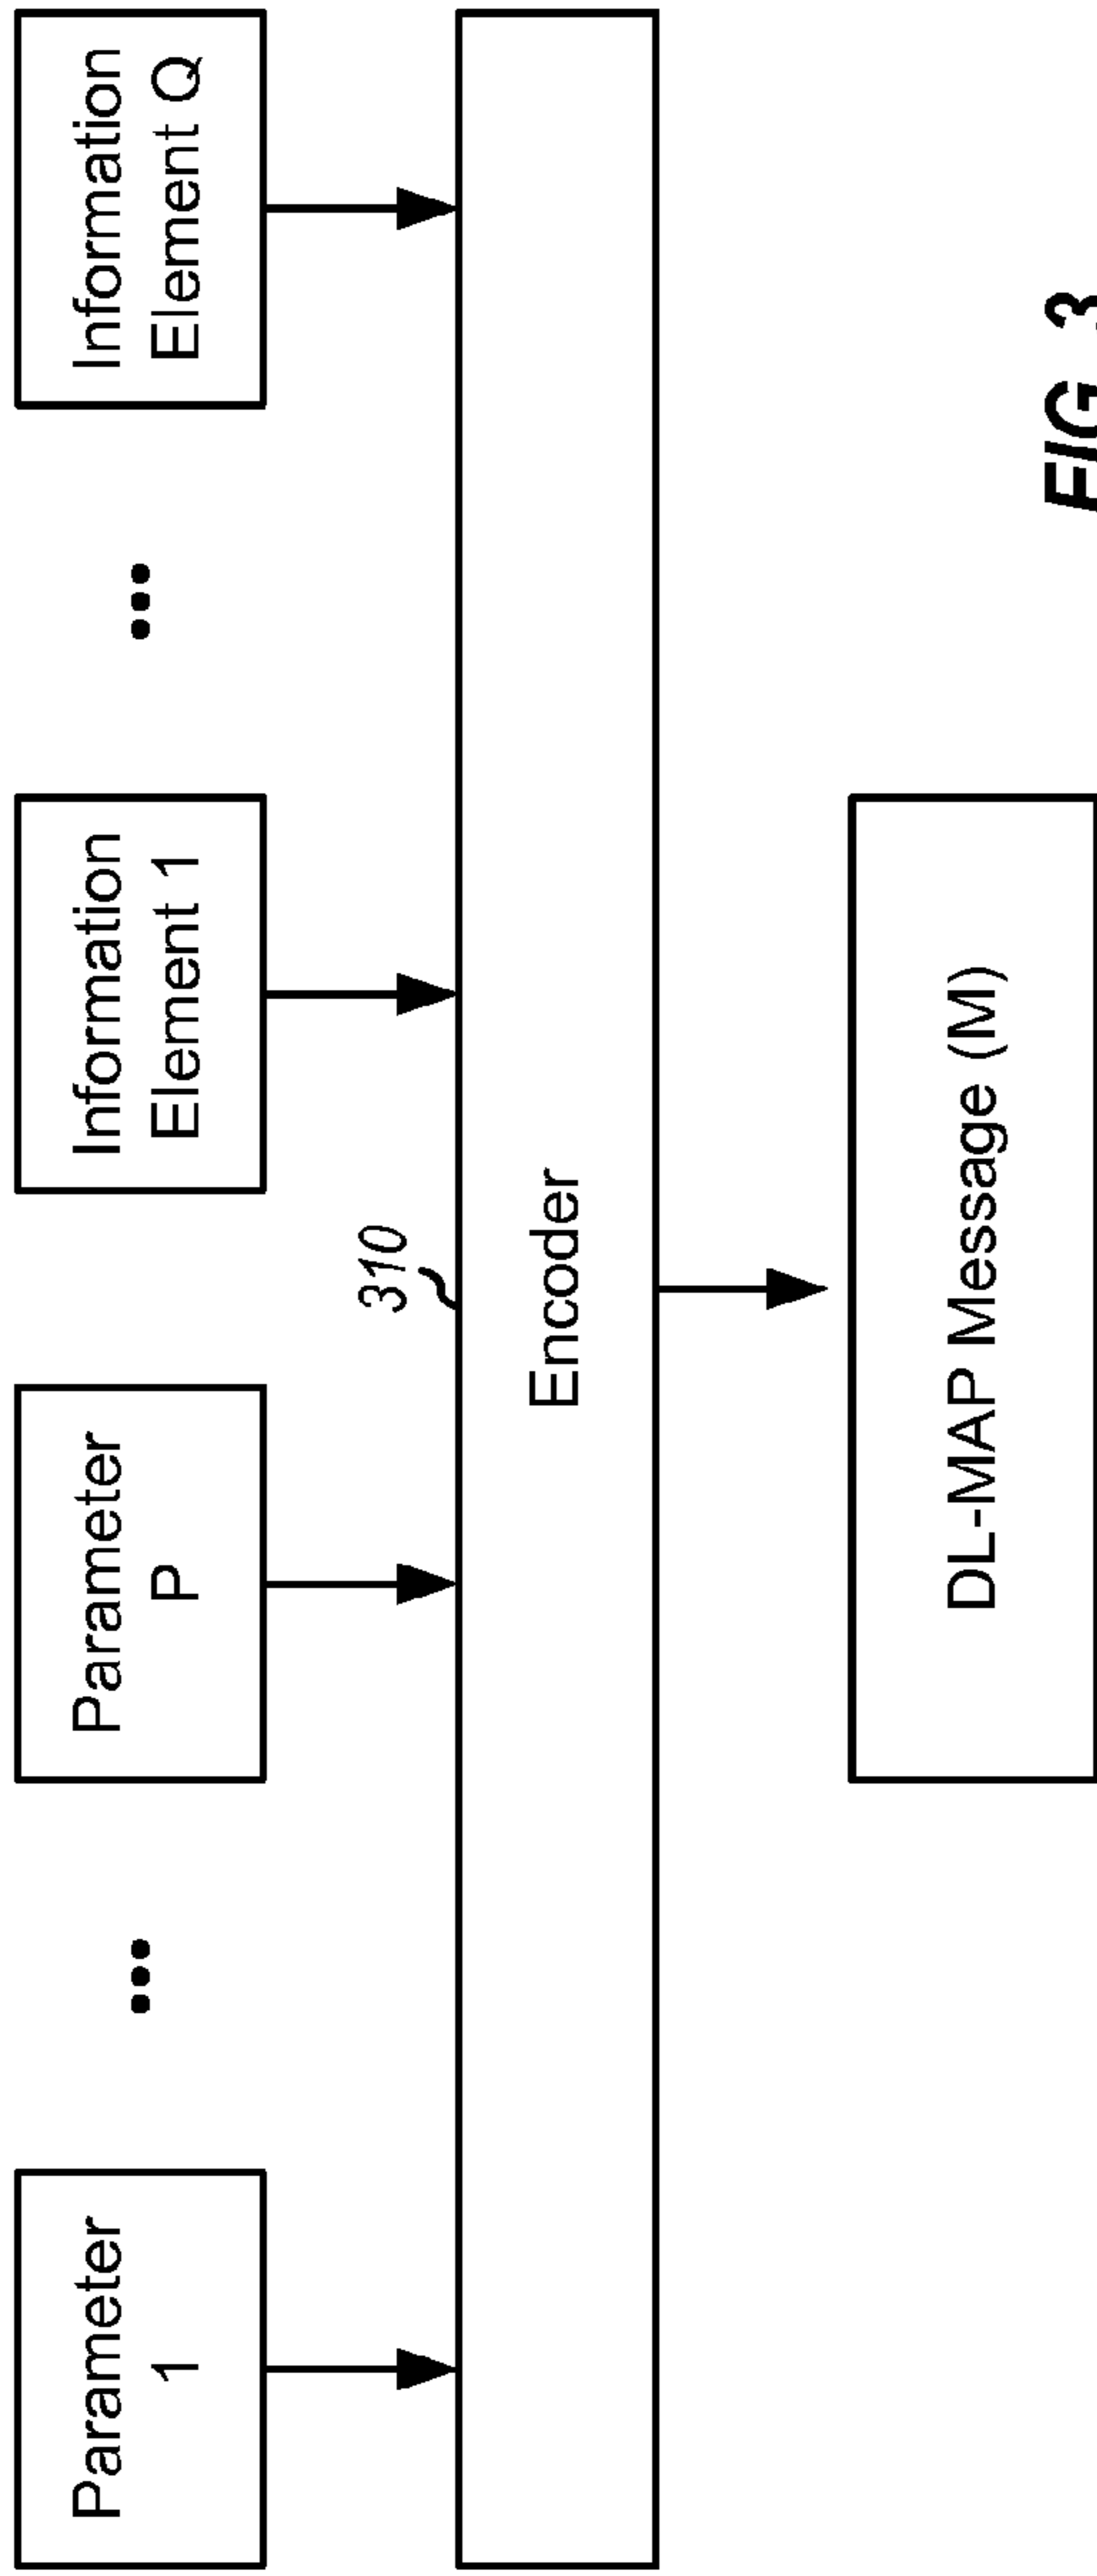 Parameter
1
...
Parameter
P
Information
Element 1
...
Information
Element Q
310
Encoder
DL-MAP Message (M)
FIG. 3